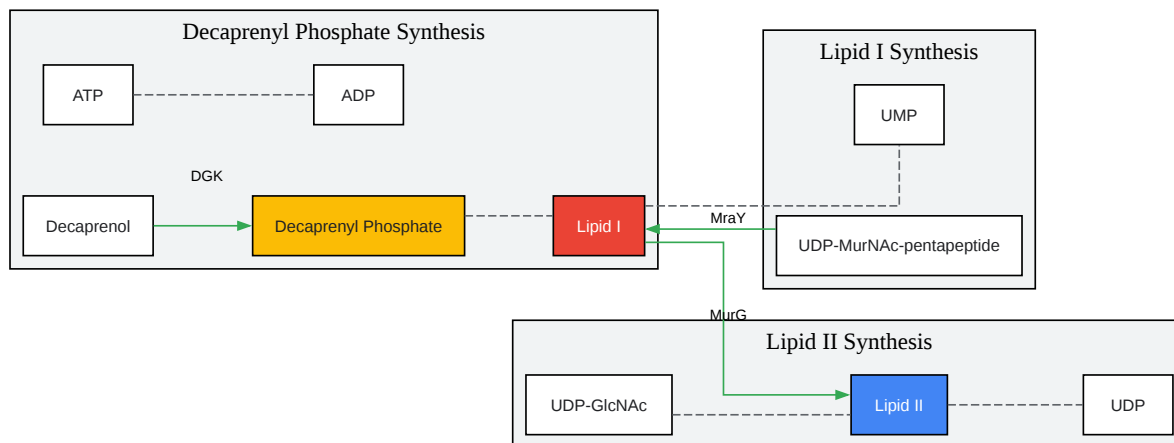 Decaprenyl Phosphate Synthesis
ATP
ADP
DGK
Decaprenol
Decaprenyl Phosphate
Lipid I
Lipid I Synthesis
UMP
MraY
UDP-MurNAc-pentapeptide
MurG
Lipid II Synthesis
UDP-GlcNAc
Lipid II
UDP